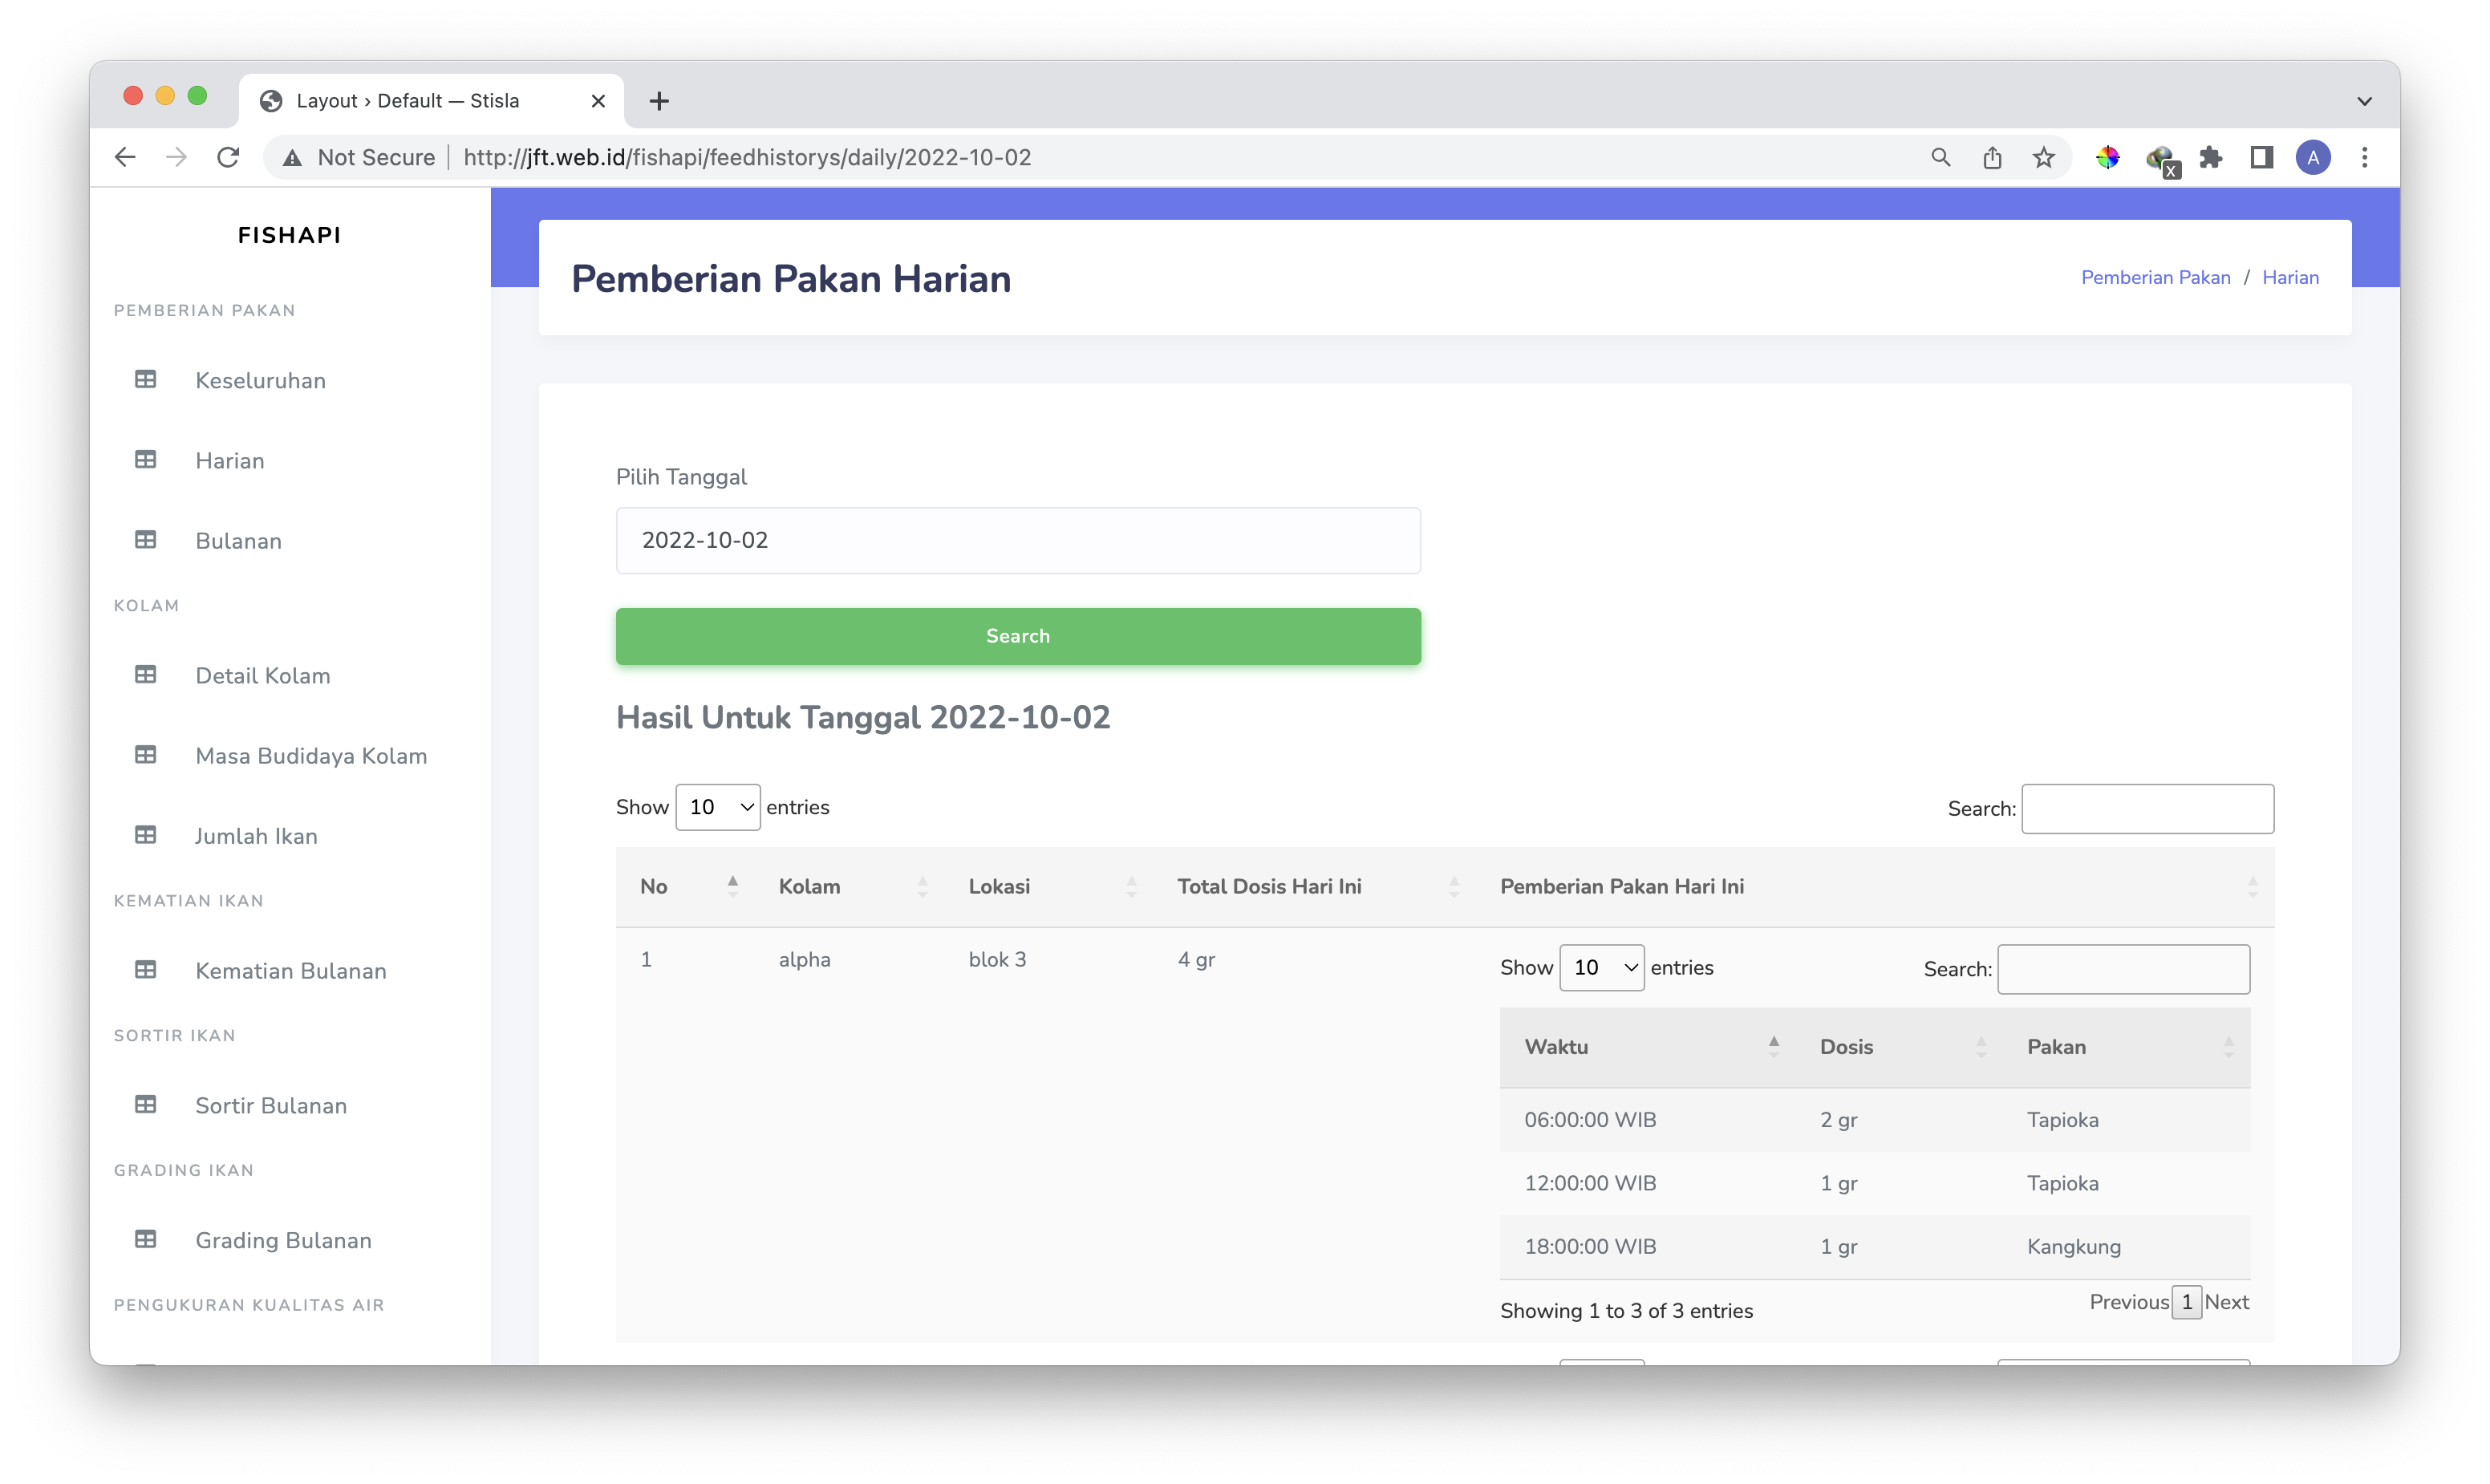 Layout › Default — Stisla
Not Secure http://jft.web.id/fishapi/feedhistorys/daily/2022-10-02
X
A
FISHAPI
PEMBERIAN PAKAN
Keseluruhan
Harian
Bulanan
KOLAM
Detail Kolam
Masa Budidaya Kolam
Jumlah Ikan
KEMATIAN IKAN
Kematian Bulanan
SORTIR IKAN
Sortir Bulanan
GRADING IKAN
Grading Bulanan
PENGUKURAN KUALITAS AIR
Pemberian Pakan Harian
Pemberian Pakan / Harian
Pilih Tanggal
2022-10-02
Search
Hasil Untuk Tanggal 2022-10-02
Show 10 entries Search:
No Kolam Lokasi Total Dosis Hari Ini Pemberian Pakan Hari Ini
1 alpha blok 3 4 gr
Show 10 entries Search:
Waktu Dosis Pakan
06:00:00 WIB 2 gr Tapioka
12:00:00 WIB 1 gr Tapioka
18:00:00 WIB 1 gr Kangkung
Showing 1 to 3 of 3 entries
Previous 1 Next